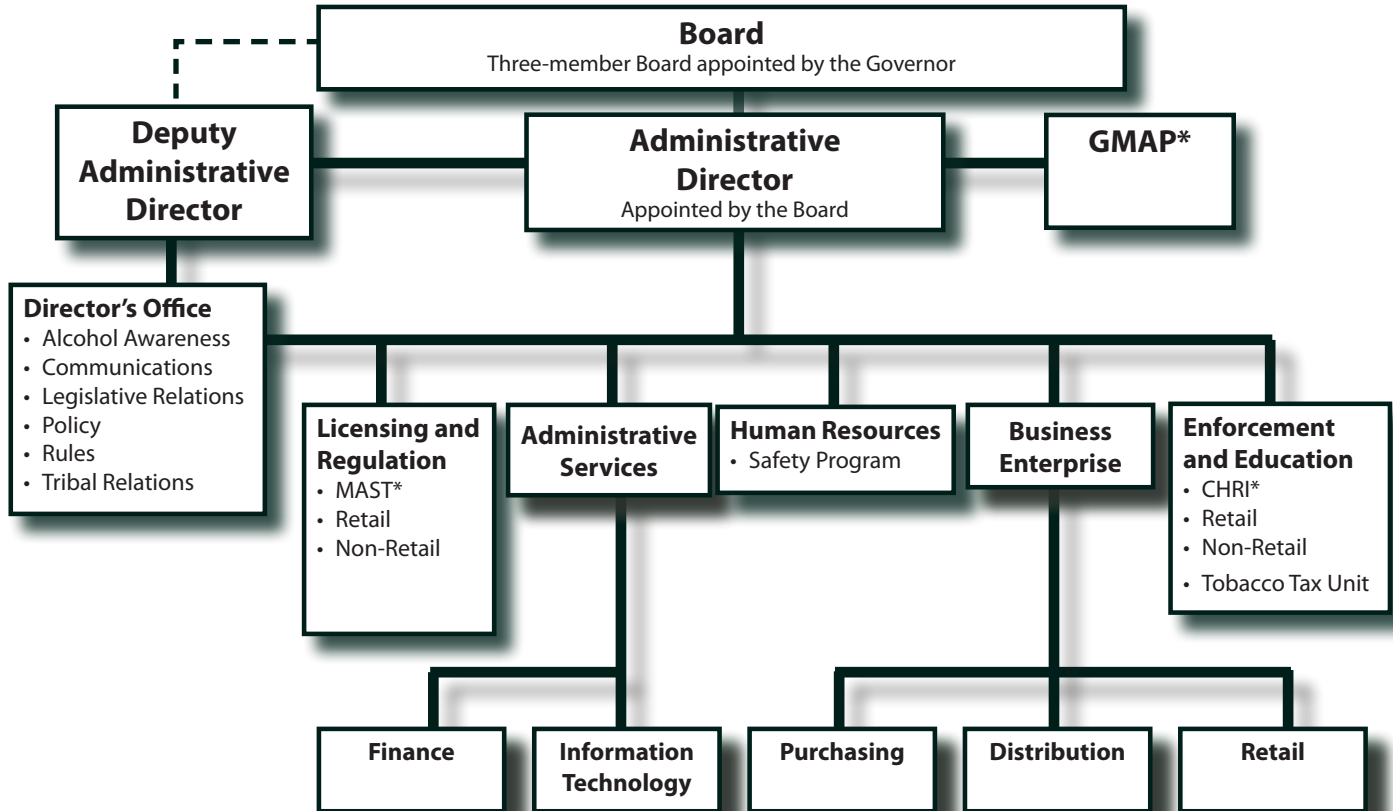 Board
Three-member Board appointed by the Governor
Deputy
Administrative
Director
Administrative
Director
Appointed by the Board
GMAP*
Director’s Office
• Alcohol Awareness
• Communications
• Legislative Relations
• Policy
• Rules
• Tribal Relations
Licensing and
Regulation
• MAST*
• Retail
• Non-Retail
Administrative
Services
Human Resources
• Safety Program
Business
Enterprise
Enforcement
and Education
• CHRI*
• Retail
• Non-Retail
• Tobacco Tax Unit
Finance
Information
Technology
Purchasing
Distribution
Retail